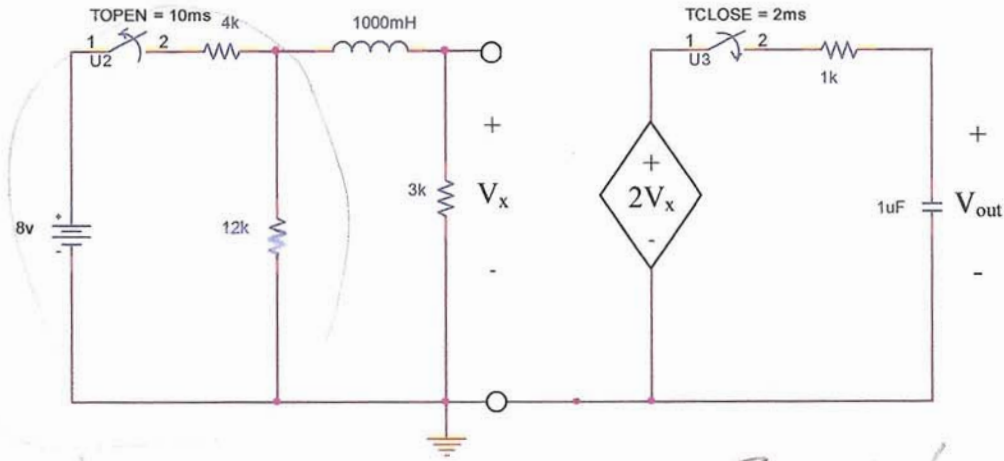 TOPEN = 10ms
4k
1000mH
TCLOSE = 2ms
1
2
U2
1
2
U3
1k
+
+
+
8v
-
12k
3k
Vx
2Vx
1uF
Vout
-
-
-